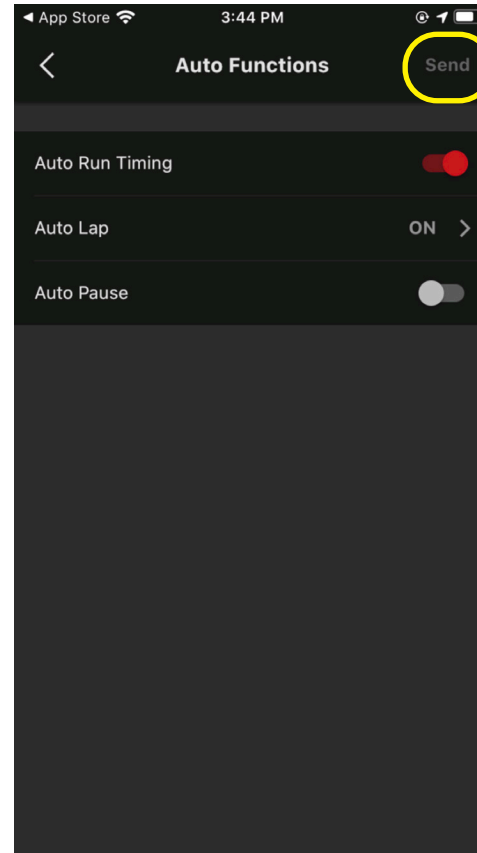 App Store 3:44 PM
Auto Functions Send
Auto Run Timing
Auto Lap ON
Auto Pause